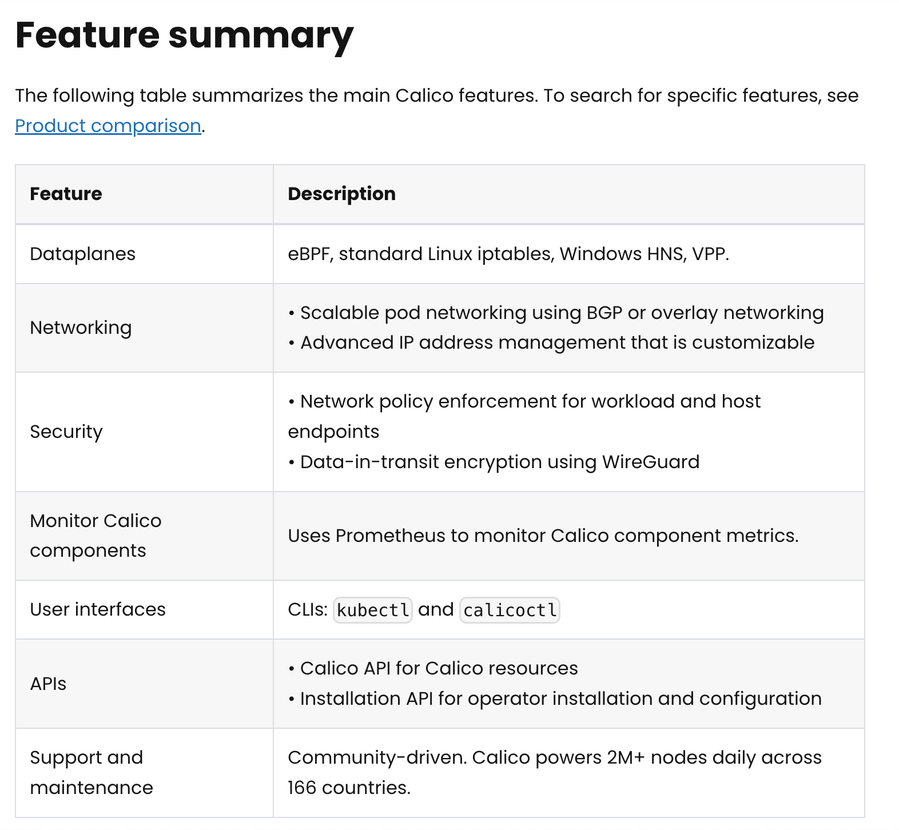 Feature summary
The following table summarizes the main Calico features. To search for specific features, see
Product comparison.
Feature
Description
Dataplanes
eBPF, standard Linux iptables, Windows HNS, VPP.
Networking
• Scalable pod networking using BGP or overlay networking
• Advanced IP address management that is customizable
Security
• Network policy enforcement for workload and host
endpoints
• Data-in-transit encryption using WireGuard
Monitor Calico
components
Uses Prometheus to monitor Calico component metrics.
User interfaces
CLIs: kubectl and calicoctl
APIs
• Calico API for Calico resources
• Installation API for operator installation and configuration
Support and
maintenance
Community-driven. Calico powers 2M+ nodes daily across
166 countries.